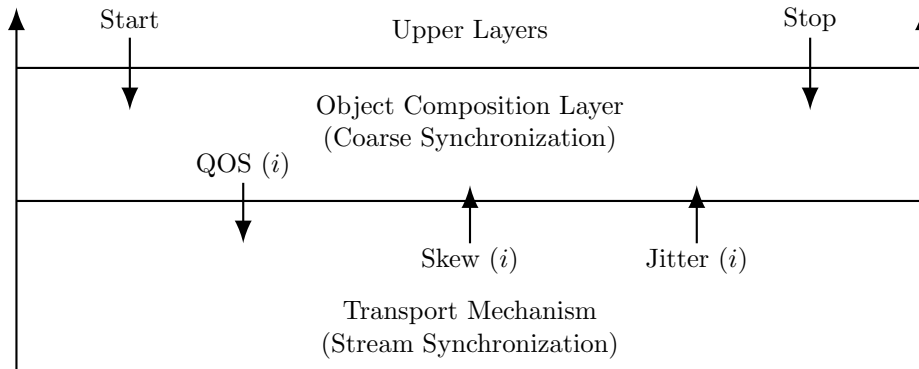 Start
Stop
Upper Layers
Object Composition Layer
(Coarse Synchronization)
QOS (i)
Skew (i)
Jitter (i)
Transport Mechanism
(Stream Synchronization)